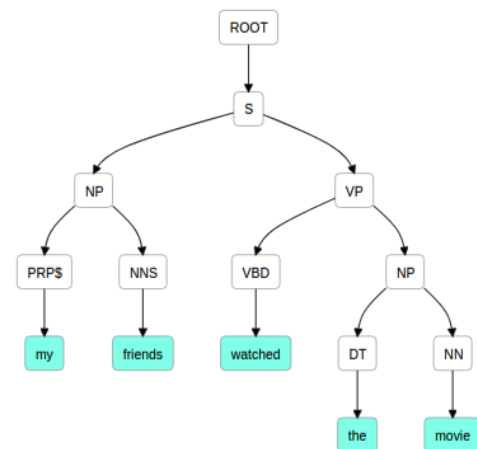 ROOT
S
NP VP
PRP$ NNS VBD NP
my friends watched DT NN
the movie